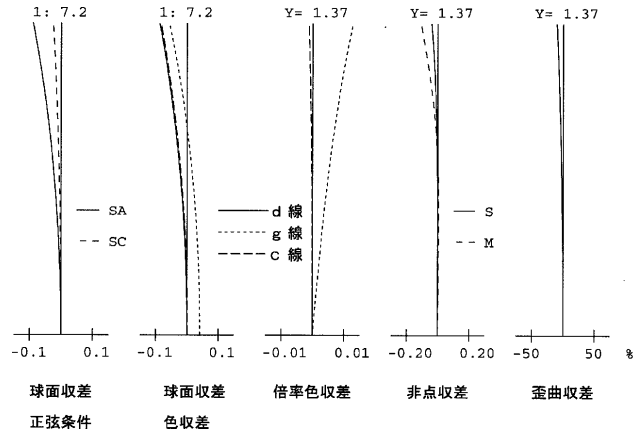 1: 7.2
1: 7.2
Y= 1.37
Y= 1.37
Y= 1.37
SA
SC
d 線
g 線
c 線
S
M
-0.1 0.1
-0.1 0.1
-0.01 0.01
-0.20 0.20
-50 50 %
球面収差
正弦条件
球面収差
色収差
倍率色収差
非点収差
歪曲収差